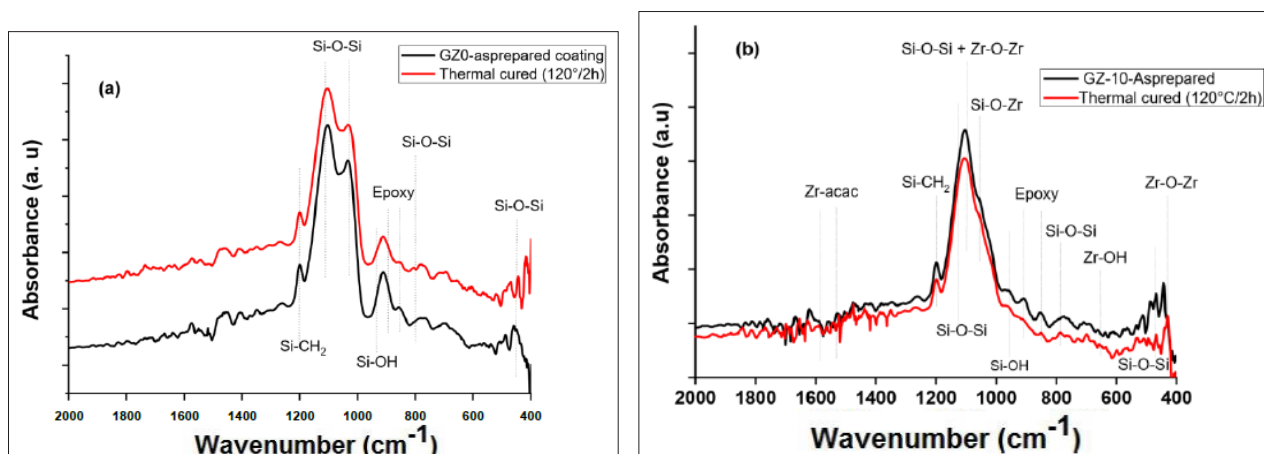 (a)
Si-O-Si
GZ0-asprepared coating
Thermal cured (120°/2h)
Si-O-Si
Epoxy
Si-O-Si
Si-CH₂
Si-OH
Absorbance (a. u)
2000 1800 1600 1400 1200 1000 800 600 400
Wavenumber (cm⁻¹)
(b)
Si-O-Si + Zr-O-Zr
GZ-10-Asprepared
Thermal cured (120°C/2h)
Si-O-Zr
Zr-acac
Si-CH₂
Epoxy
Zr-O-Zr
Si-O-Si
Zr-OH
Si-O-Si
Si-OH
Si-O-Si
Absorbance (a.u)
2000 1800 1600 1400 1200 1000 800 600 400
Wavenumber (cm⁻¹)